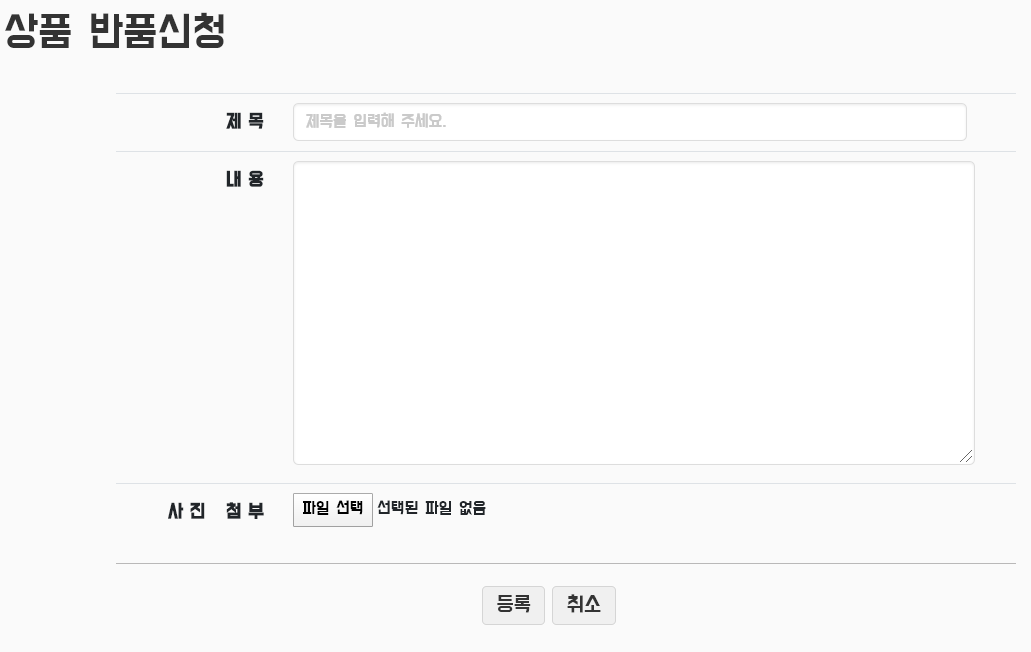 상품 반품신청
제 목 제목을 입력해 주세요.
내 용
사 진 첨 부 파일 선택 선택된 파일 없음
등록 취소